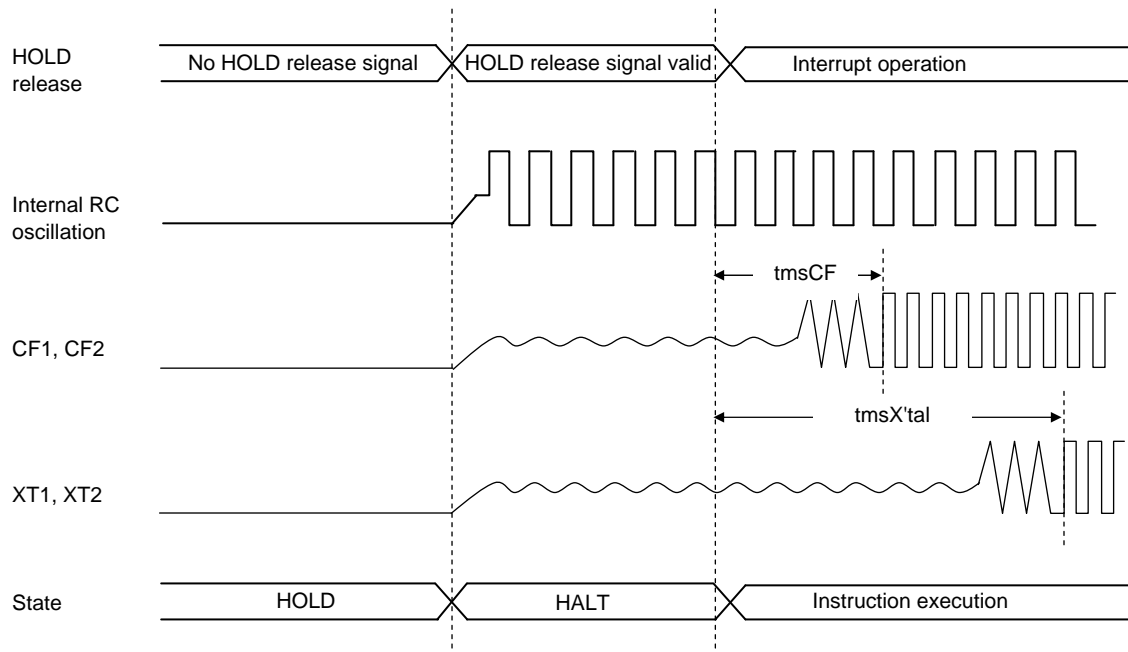 HOLD
release
No HOLD release signal
HOLD release signal valid
Interrupt operation
Internal RC
oscillation
tmsCF
CF1, CF2
tmsX'tal
XT1, XT2
State
HOLD
HALT
Instruction execution